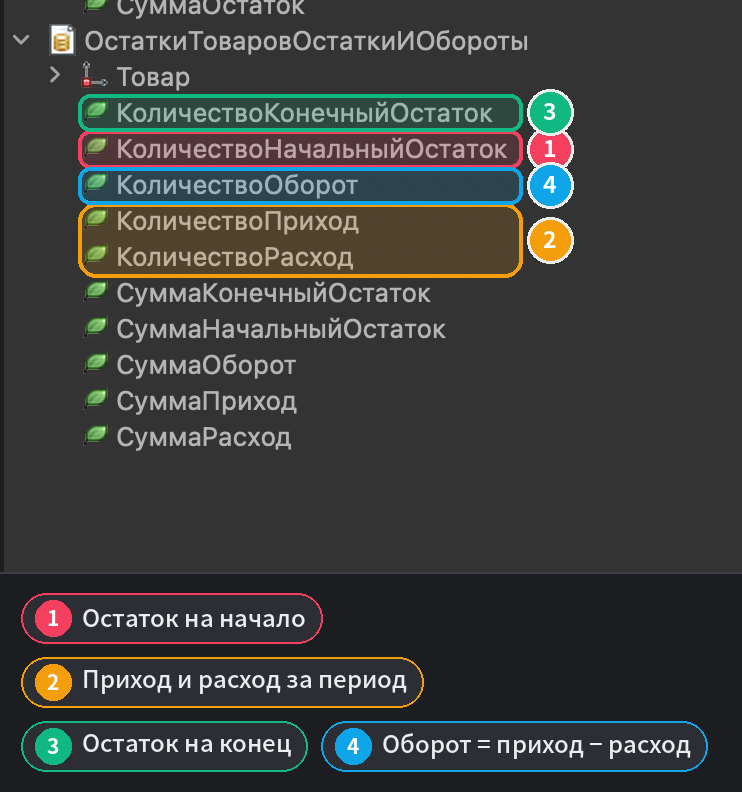 СуммаОстаток
ОстаткиТоваровОстаткиИОбороты
Товар
КоличествоКонечныйОстаток 3
КоличествоНачальныйОстаток 1
КоличествоОборот 4
КоличествоПриход
2
КоличествоРасход
СуммаКонечныйОстаток
СуммаНачальныйОстаток
СуммаОборот
СуммаПриход
СуммаРасход
1 Остаток на начало
2 Приход и расход за период
3 Остаток на конец 4 Оборот = приход − расход